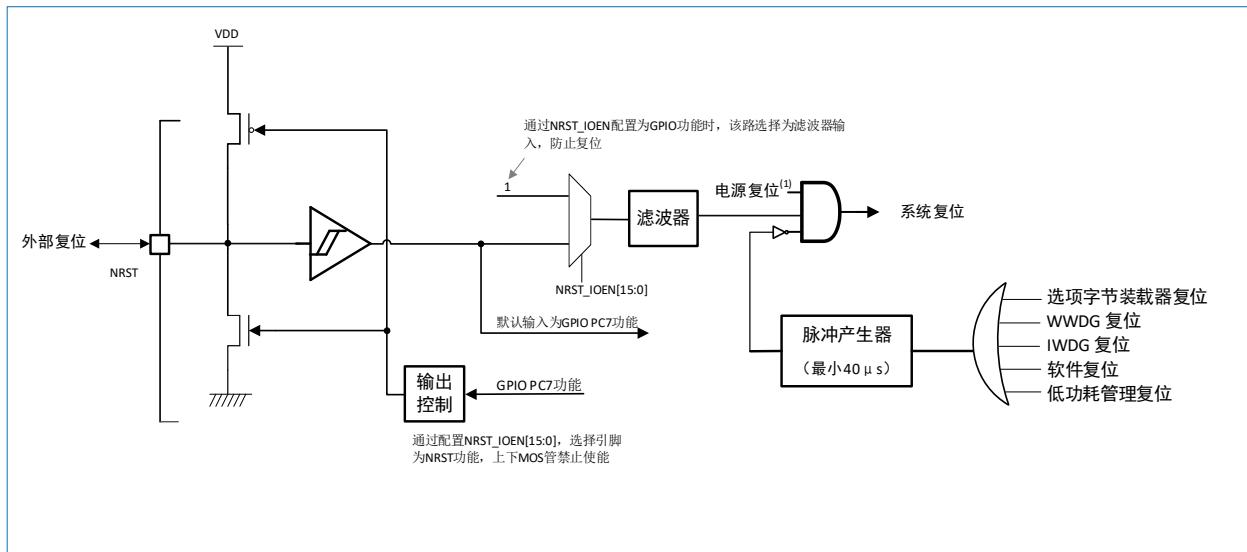 VDD
通过NRST_IOEN配置为GPIO功能时，该路选择为滤波器输
入，防止复位
1
电源复位(1)
滤波器
系统复位
外部复位
NRST
NRST_IOEN[15:0]
选项字节装载器复位
默认输入为GPIO PC7功能
WWDG 复位
脉冲产生器
IWDG 复位
（最小40μs）
软件复位
输出
控制
GPIO PC7功能
低功耗管理复位
通过配置NRST_IOEN[15:0]，选择引脚
为NRST功能，上下MOS管禁止使能